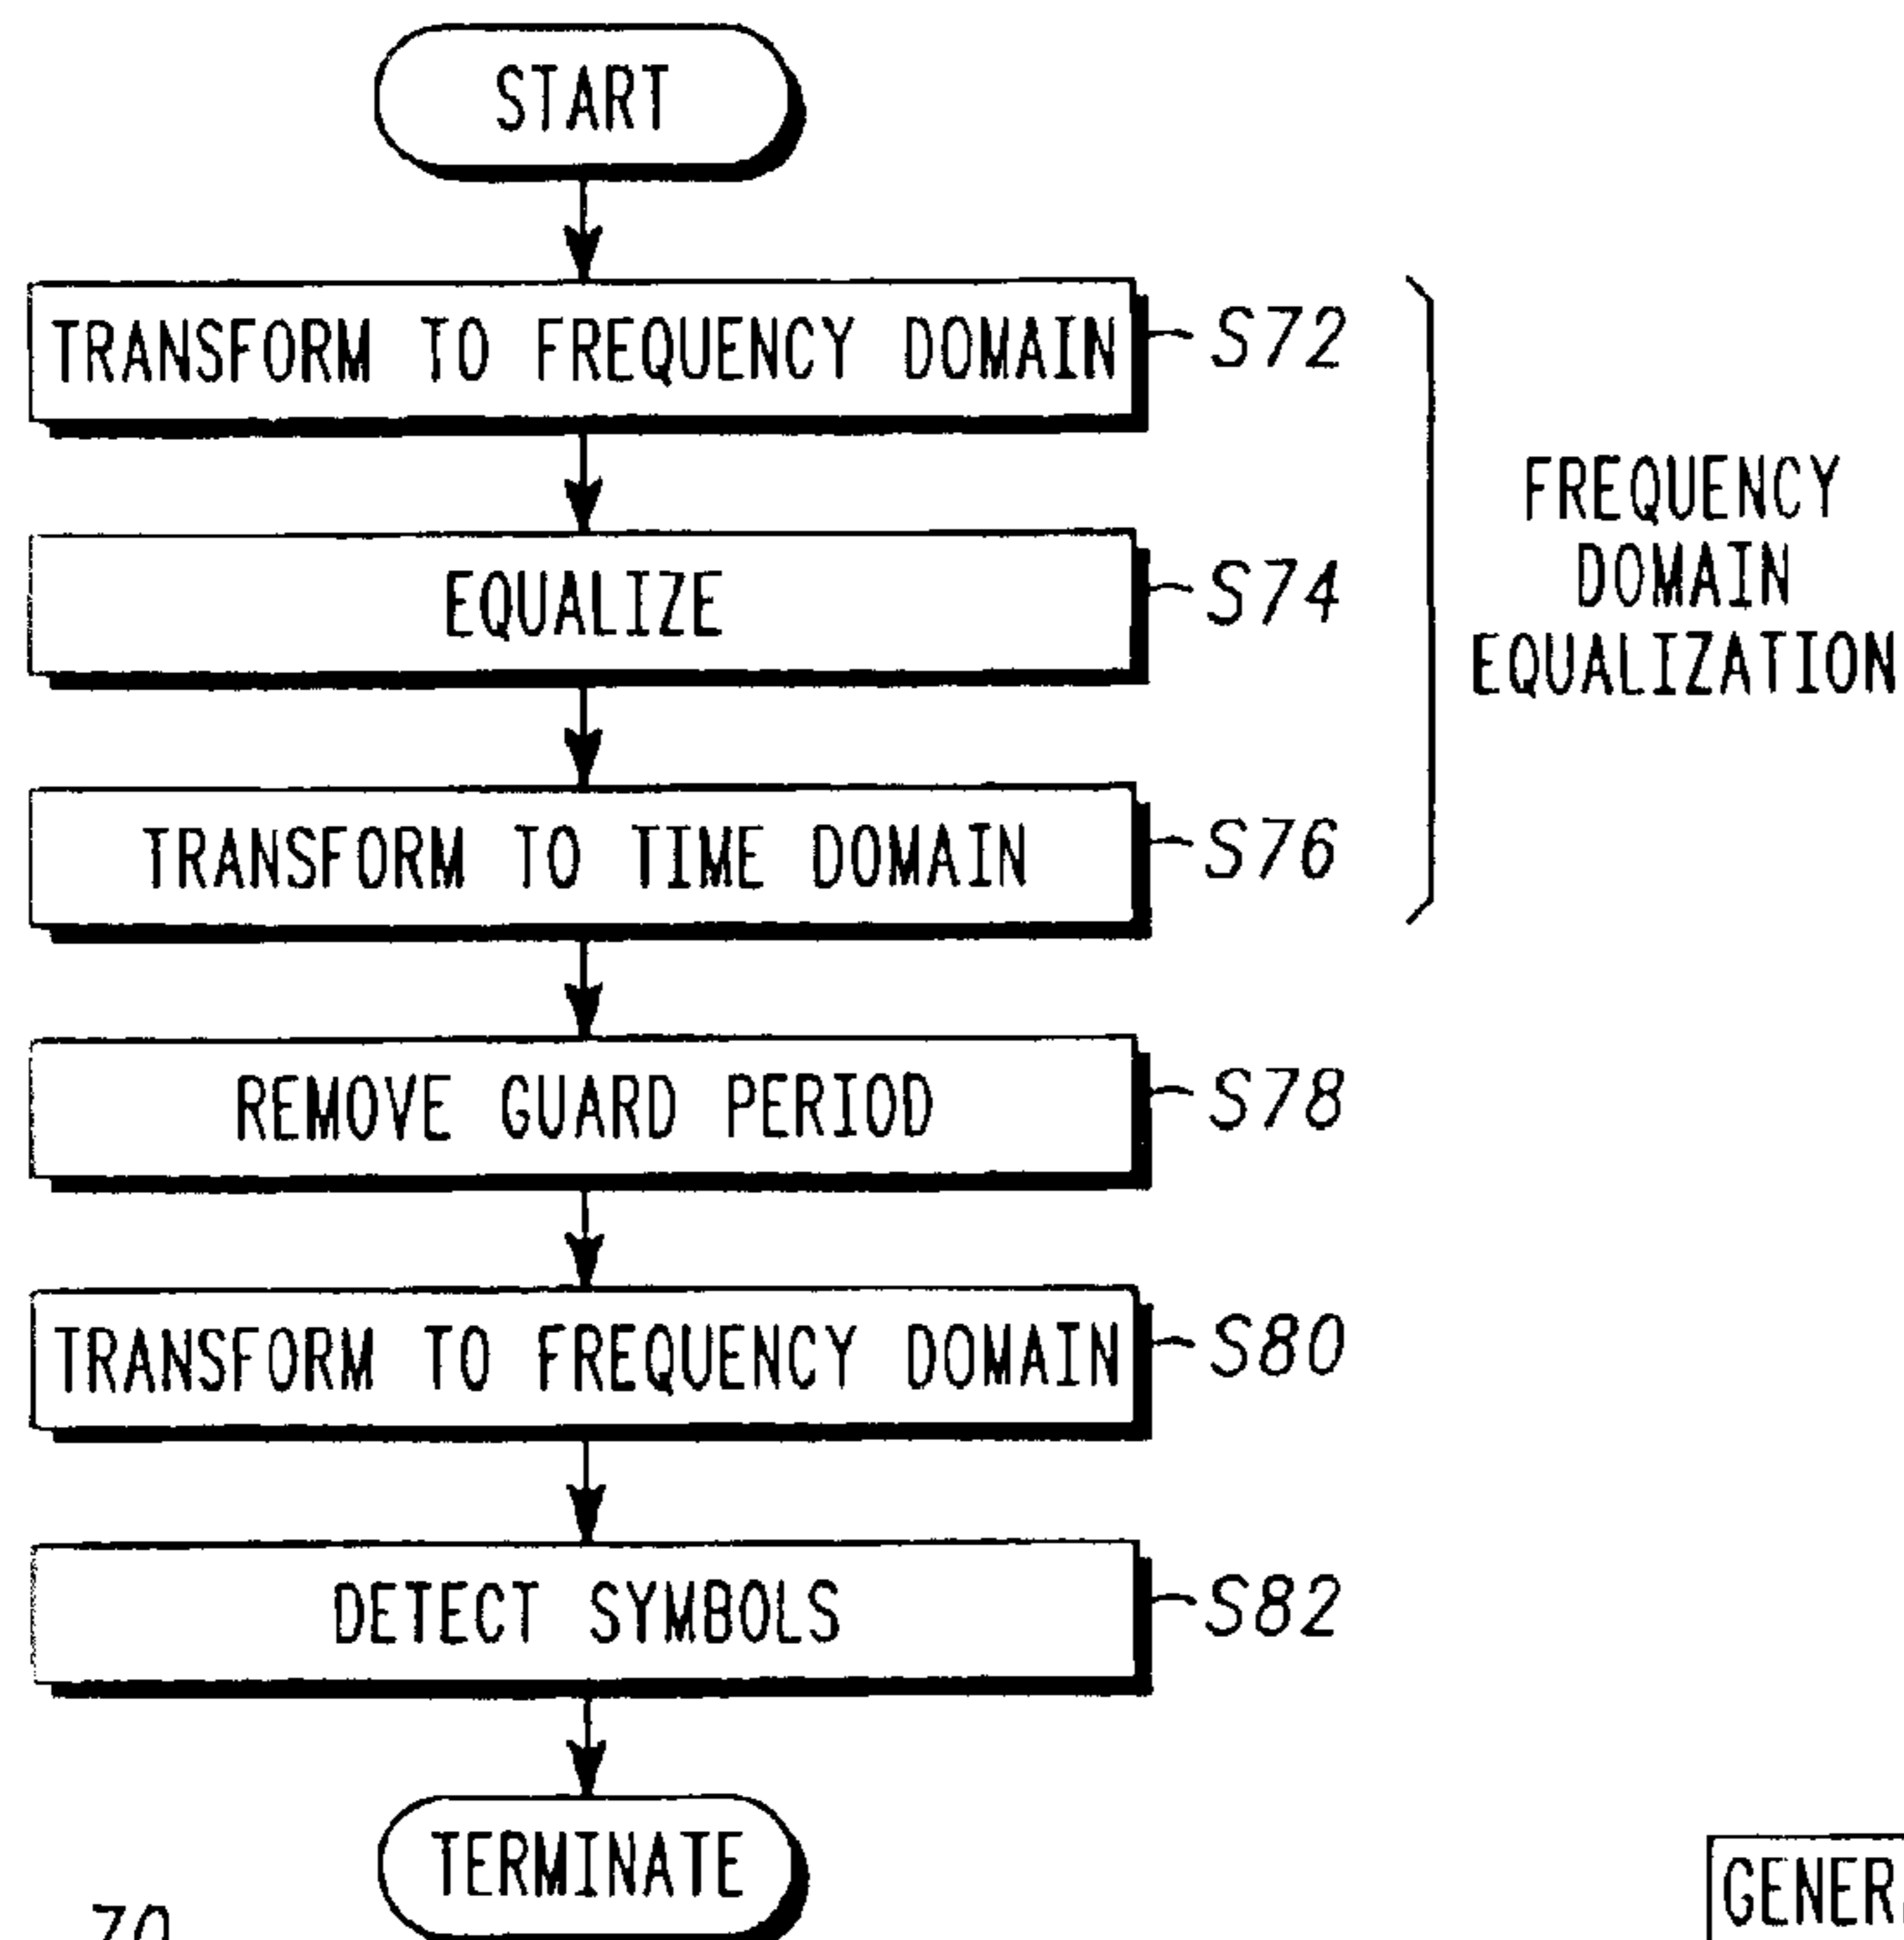 START
TRANSFORM TO FREQUENCY DOMAIN
S72
EQUALIZE
S74
TRANSFORM TO TIME DOMAIN
S76
FREQUENCY
DOMAIN
EQUALIZATION
REMOVE GUARD PERIOD
S78
TRANSFORM TO FREQUENCY DOMAIN
S80
DETECT SYMBOLS
S82
TERMINATE
70